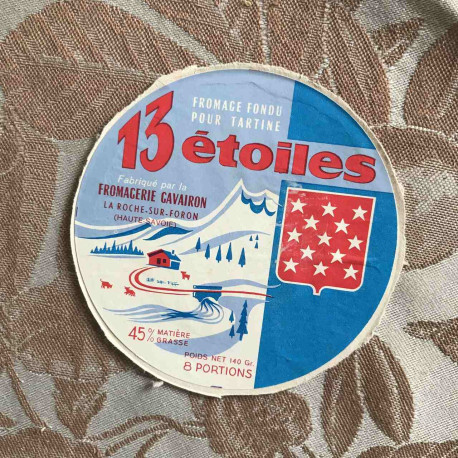 FROMAGE FONDU
POUR TARTINE
13 étoiles
Fabriqué par la
FROMAGERIE GAVAIRON
LA ROCHE-SUR-FORON
(HAUTE-SAVOIE)
45% MATIÈRE
GRASSE
POIDS NET 140 Gr.
8 PORTIONS